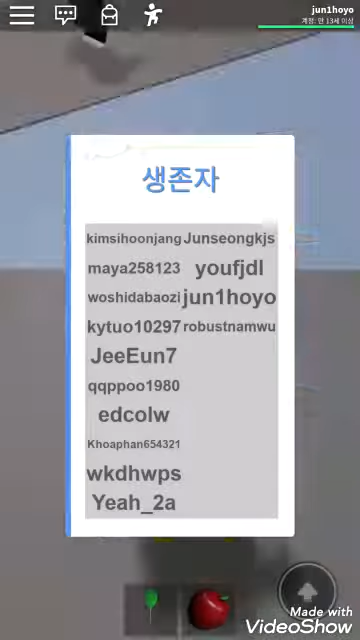 jun1hoyo
계정: 만 13세 이상
생존자
kimsihoonjang Junseongkjs
maya258123 youfjdl
woshidabaozi jun1hoyo
kytuo10297 robustnamwu
JeeEun7
qqppoo1980
edcolw
Khoaphan654321
wkdhwps
Yeah_2a
Made with
VideoShow